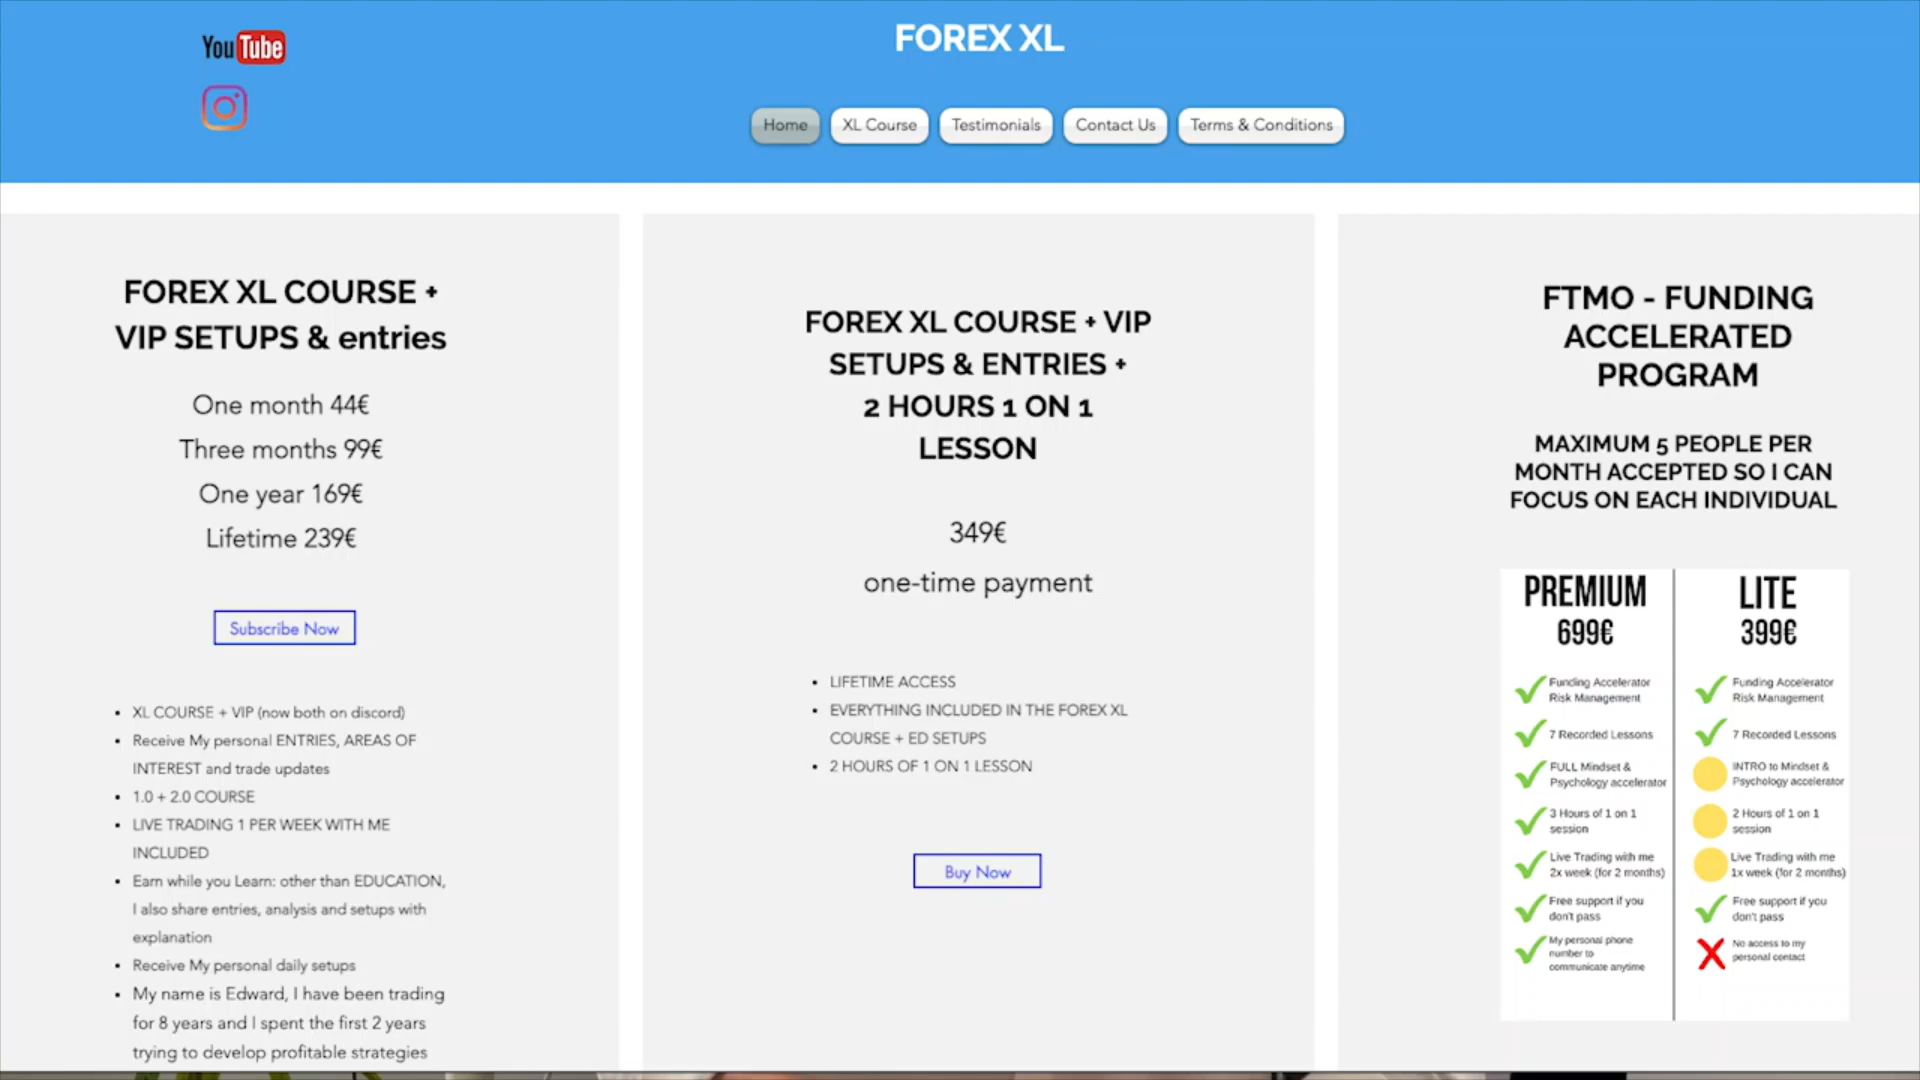 YouTube
FOREX XL
Home
XL Course
Testimonials
Contact Us
Terms & Conditions
FOREX XL COURSE +
VIP SETUPS & entries
One month 44€
Three months 99€
One year 169€
Lifetime 239€
Subscribe Now
• XL COURSE + VIP (now both on discord)
• Receive My personal ENTRIES, AREAS OF
INTEREST and trade updates
• 1.0 + 2.0 COURSE
• LIVE TRADING 1 PER WEEK WITH ME
INCLUDED
• Earn while you Learn: other than EDUCATION,
I also share entries, analysis and setups with
explanation
• Receive My personal daily setups
• My name is Edward, I have been trading
for 8 years and I spent the first 2 years
trying to develop profitable strategies
FOREX XL COURSE + VIP
SETUPS & ENTRIES +
2 HOURS 1 ON 1
LESSON
349€
one-time payment
• LIFETIME ACCESS
• EVERYTHING INCLUDED IN THE FOREX XL
COURSE + ED SETUPS
• 2 HOURS OF 1 ON 1 LESSON
Buy Now
FTMO - FUNDING
ACCELERATED
PROGRAM
MAXIMUM 5 PEOPLE PER
MONTH ACCEPTED SO I CAN
FOCUS ON EACH INDIVIDUAL
PREMIUM
699€
Funding Accelerator
Risk Management
7 Recorded Lessons
FULL Mindset &
Psychology accelerator
3 Hours of 1 on 1
session
Live Trading with me
2x week (for 2 months)
Free support if you
don't pass
My personal phone
number to
communicate anytime
LITE
399€
Funding Accelerator
Risk Management
7 Recorded Lessons
INTRO to Mindset &
Psychology accelerator
2 Hours of 1 on 1
session
Live Trading with me
1x week (for 2 months)
Free support if you
don't pass
No access to my
personal contact